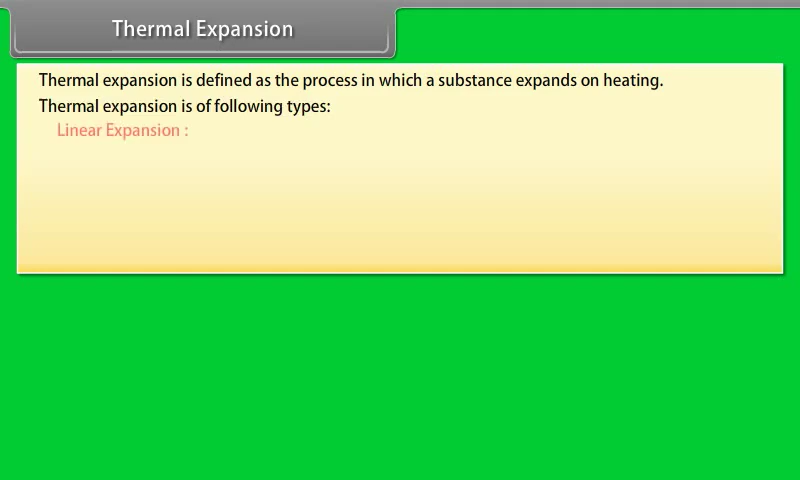 Thermal Expansion
Thermal expansion is defined as the process in which a substance expands on heating.
Thermal expansion is of following types:
Linear Expansion :